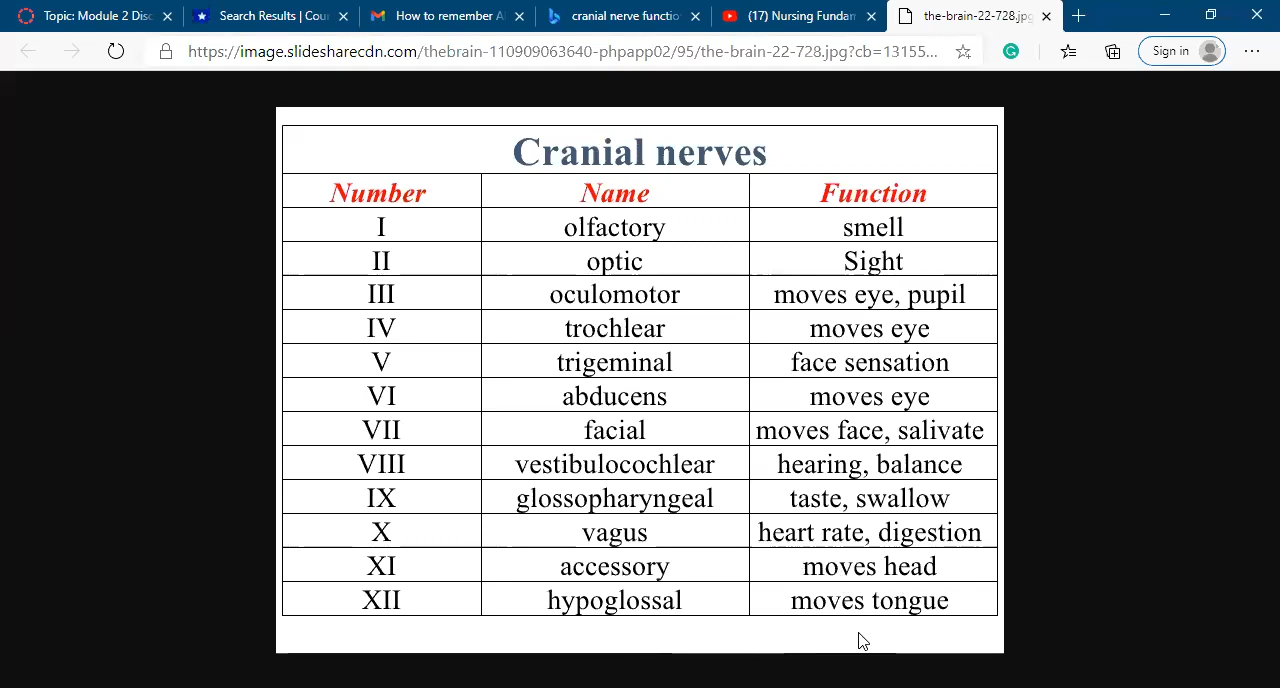 Topic: Module 2 Disc
Search Results | Cour
How to remember Al
cranial nerve functio
(17) Nursing Fundam
the-brain-22-728.jpg
https://image.slidesharecdn.com/thebrain-110909063640-phpapp02/95/the-brain-22-728.jpg?cb=13155...
Sign in
Cranial nerves
Number Name Function
I olfactory smell
II optic Sight
III oculomotor moves eye, pupil
IV trochlear moves eye
V trigeminal face sensation
VI abducens moves eye
VII facial moves face, salivate
VIII vestibulocochlear hearing, balance
IX glossopharyngeal taste, swallow
X vagus heart rate, digestion
XI accessory moves head
XII hypoglossal moves tongue